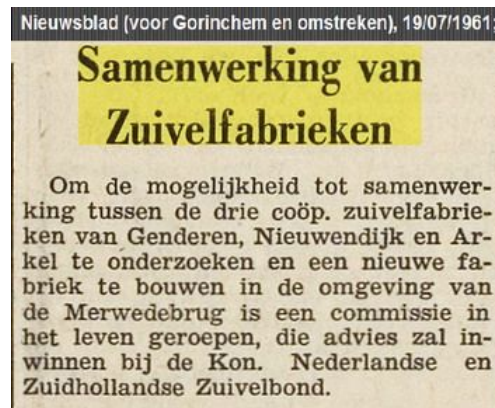 Nieuwsblad (voor Gorinchem en omstreken), 19/07/1961;
Samenwerking van
Zuivelfabrieken
Om de mogelijkheid tot samenwer-
king tussen de drie coöp. zuivelfabrie-
ken van Genderen, Nieuwendijk en Ar-
kel te onderzoeken en een nieuwe fa-
briek te bouwen in de omgeving van
de Merwedebrug is een commissie in
het leven geroepen, die advies zal in-
winnen bij de Kon. Nederlandse en
Zuidhollandse Zuivelbond.